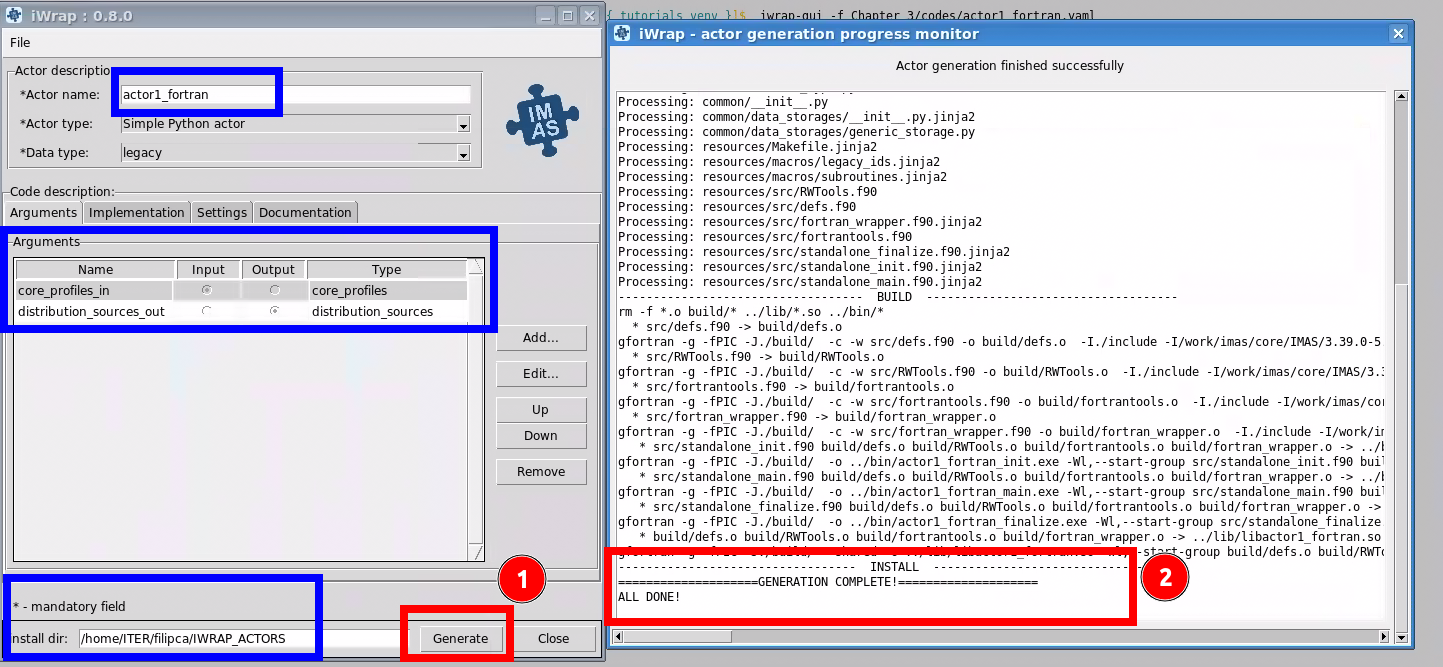 iWrap : 0.8.0
File
Actor description
*Actor name: actor1_fortran
*Actor type: Simple Python actor
*Data type: legacy
IM
AS
Code description:
Arguments Implementation Settings Documentation
Arguments
Name Input Output Type
core_profiles_in core_profiles
distribution_sources_out distribution_sources
Add...
Edit...
Up
Down
Remove
1
* - mandatory field
Install dir: /home/ITER/filipca/IWRAP_ACTORS
Generate Close
{ tutorials venv }]$ iwrap-gui -f Chapter 3/codes/actor1 fortran.yaml
iWrap - actor generation progress monitor
Actor generation finished successfully
Processing: common/__init__.py
Processing: common/data_storages/__init__.py.jinja2
Processing: common/data_storages/generic_storage.py
Processing: resources/Makefile.jinja2
Processing: resources/macros/legacy_ids.jinja2
Processing: resources/macros/subroutines.jinja2
Processing: resources/src/RWTools.f90
Processing: resources/src/defs.f90
Processing: resources/src/fortran_wrapper.f90.jinja2
Processing: resources/src/fortrantools.f90
Processing: resources/src/standalone_finalize.f90.jinja2
Processing: resources/src/standalone_init.f90.jinja2
Processing: resources/src/standalone_main.f90.jinja2
---------------------------------- BUILD -----------------------------------
rm -f *.o build/* ../lib/*.so ../bin/*
* src/defs.f90 -> build/defs.o
gfortran -g -fPIC -J./build/ -c -w src/defs.f90 -o build/defs.o -I./include -I/work/imas/core/IMAS/3.39.0-5.
* src/RWTools.f90 -> build/RWTools.o
gfortran -g -fPIC -J./build/ -c -w src/RWTools.f90 -o build/RWTools.o -I./include -I/work/imas/core/IMAS/3.3
* src/fortrantools.f90 -> build/fortrantools.o
gfortran -g -fPIC -J./build/ -c -w src/fortrantools.f90 -o build/fortrantools.o -I./include -I/work/imas/cor
* src/fortran_wrapper.f90 -> build/fortran_wrapper.o
gfortran -g -fPIC -J./build/ -c -w src/fortran_wrapper.f90 -o build/fortran_wrapper.o -I./include -I/work/im
* src/standalone_init.f90 build/defs.o build/RWTools.o build/fortrantools.o build/fortran_wrapper.o -> ../b
gfortran -g -fPIC -J./build/ -o ../bin/actor1_fortran_init.exe -Wl,--start-group src/standalone_init.f90 buil
* src/standalone_main.f90 build/defs.o build/RWTools.o build/fortrantools.o build/fortran_wrapper.o -> ../b
gfortran -g -fPIC -J./build/ -o ../bin/actor1_fortran_main.exe -Wl,--start-group src/standalone_main.f90 buil
* src/standalone_finalize.f90 build/defs.o build/RWTools.o build/fortrantools.o build/fortran_wrapper.o ->
gfortran -g -fPIC -J./build/ -o ../bin/actor1_fortran_finalize.exe -Wl,--start-group src/standalone_finalize
* build/defs.o build/RWTools.o build/fortrantools.o build/fortran_wrapper.o -> ../lib/libactor1_fortran.so
--start-group build/defs.o build/RWTo
--------------------------------- INSTALL ----------------------------
====================GENERATION COMPLETE!====================
ALL DONE!
2